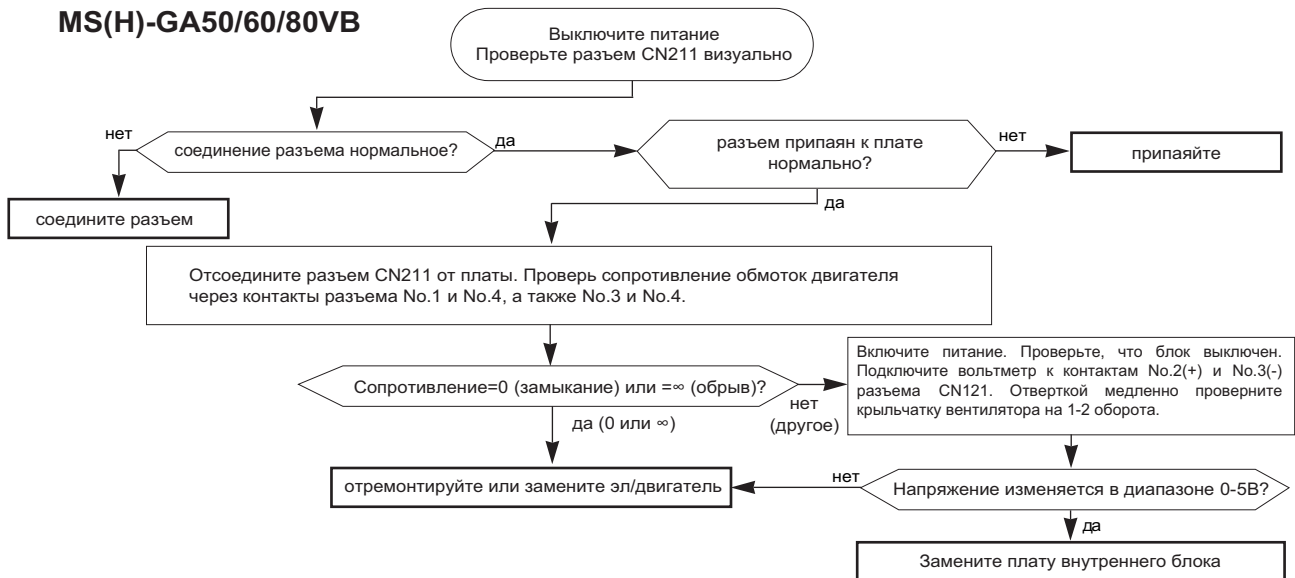 MS(H)-GA50/60/80VB
Выключите питание
Проверьте разъем CN211 визуально
нет
соединение разъема нормальное?
да
разъем припаян к плате
нормально?
нет
припаяйте
соедините разъем
да
Отсоедините разъем CN211 от платы. Проверь сопротивление обмоток двигателя
через контакты разъема No.1 и No.4, а также No.3 и No.4.
Сопротивление=0 (замыкание) или =∞ (обрыв)?
нет
(другое)
да (0 или ∞)
Включите питание. Проверьте, что блок выключен.
Подключите вольтметр к контактам No.2(+) и No.3(-)
разъема CN121. Отверткой медленно проверните
крыльчатку вентилятора на 1-2 оборота.
отремонтируйте или замените эл/двигатель
нет
Напряжение изменяется в диапазоне 0-5В?
да
Замените плату внутреннего блока